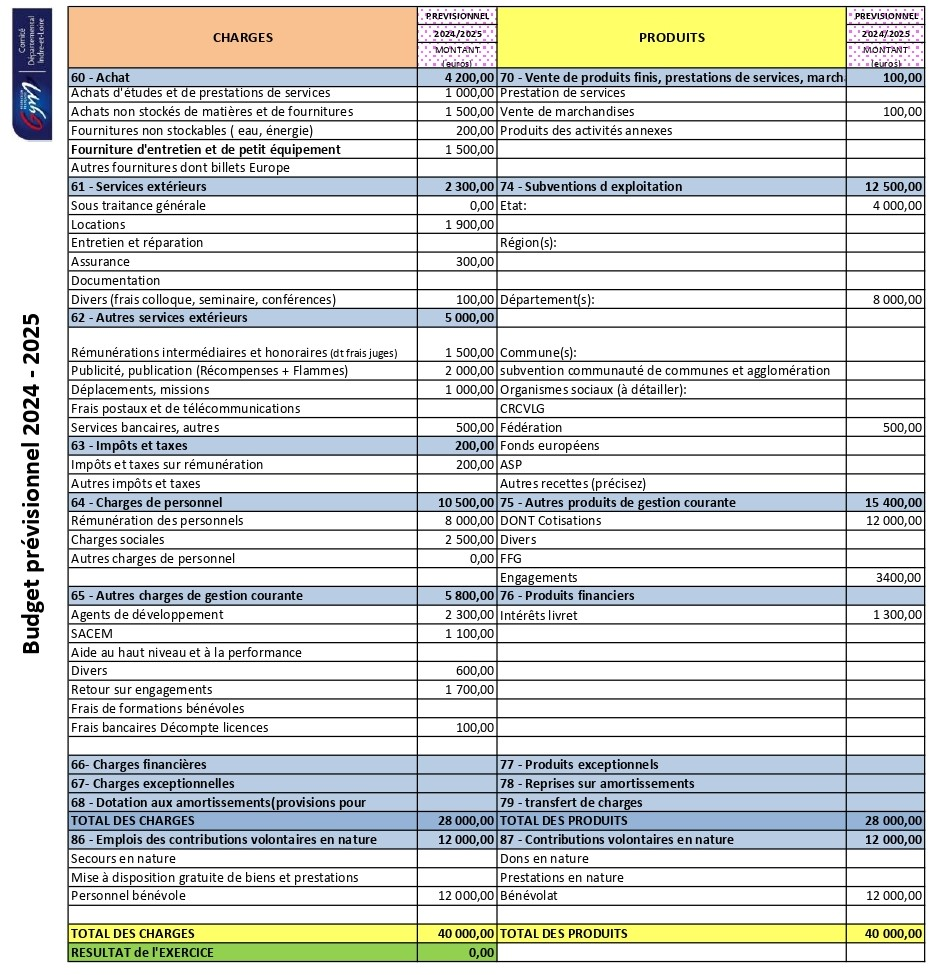 Comité
Départemental
Indre-et-Loire
Budget prévisionnel 2024 - 2025
CHARGES PREVISIONNEL 2024/2025 MONTANT (euros) PRODUITS PREVISIONNEL 2024/2025 MONTANT (euros)
60 - Achat 4 200,00 70 - Vente de produits finis, prestations de services, march 100,00
Achats d'études et de prestations de services 1 000,00 Prestation de services
Achats non stockés de matières et de fournitures 1 500,00 Vente de marchandises 100,00
Fournitures non stockables ( eau, énergie) 200,00 Produits des activités annexes
Fourniture d'entretien et de petit équipement 1 500,00
Autres fournitures dont billets Europe
61 - Services extérieurs 2 300,00 74 - Subventions d exploitation 12 500,00
Sous traitance générale 0,00 Etat: 4 000,00
Locations 1 900,00
Entretien et réparation Région(s):
Assurance 300,00
Documentation
Divers (frais colloque, seminaire, conférences) 100,00 Département(s): 8 000,00
62 - Autres services extérieurs 5 000,00
Rémunérations intermédiaires et honoraires (dt frais juges) 1 500,00 Commune(s):
Publicité, publication (Récompenses + Flammes) 2 000,00 subvention communauté de communes et agglomération
Déplacements, missions 1 000,00 Organismes sociaux (à détailler):
Frais postaux et de télécommunications CRCVLG
Services bancaires, autres 500,00 Fédération 500,00
63 - Impôts et taxes 200,00 Fonds européens
Impôts et taxes sur rémunération 200,00 ASP
Autres impôts et taxes Autres recettes (précisez)
64 - Charges de personnel 10 500,00 75 - Autres produits de gestion courante 15 400,00
Rémunération des personnels 8 000,00 DONT Cotisations 12 000,00
Charges sociales 2 500,00 Divers
Autres charges de personnel 0,00 FFG
Engagements 3400,00
65 - Autres charges de gestion courante 5 800,00 76 - Produits financiers
Agents de développement 2 300,00 Intérêts livret 1 300,00
SACEM 1 100,00
Aide au haut niveau et à la performance
Divers 600,00
Retour sur engagements 1 700,00
Frais de formations bénévoles
Frais bancaires Décompte licences 100,00
66- Charges financières 77 - Produits exceptionnels
67- Charges exceptionnelles 78 - Reprises sur amortissements
68 - Dotation aux amortissements(provisions pour 79 - transfert de charges
TOTAL DES CHARGES 28 000,00 TOTAL DES PRODUITS 28 000,00
86 - Emplois des contributions volontaires en nature 12 000,00 87 - Contributions volontaires en nature 12 000,00
Secours en nature Dons en nature
Mise à disposition gratuite de biens et prestations Prestations en nature
Personnel bénévole 12 000,00 Bénévolat 12 000,00
TOTAL DES CHARGES 40 000,00 TOTAL DES PRODUITS 40 000,00
RESULTAT de l'EXERCICE 0,00